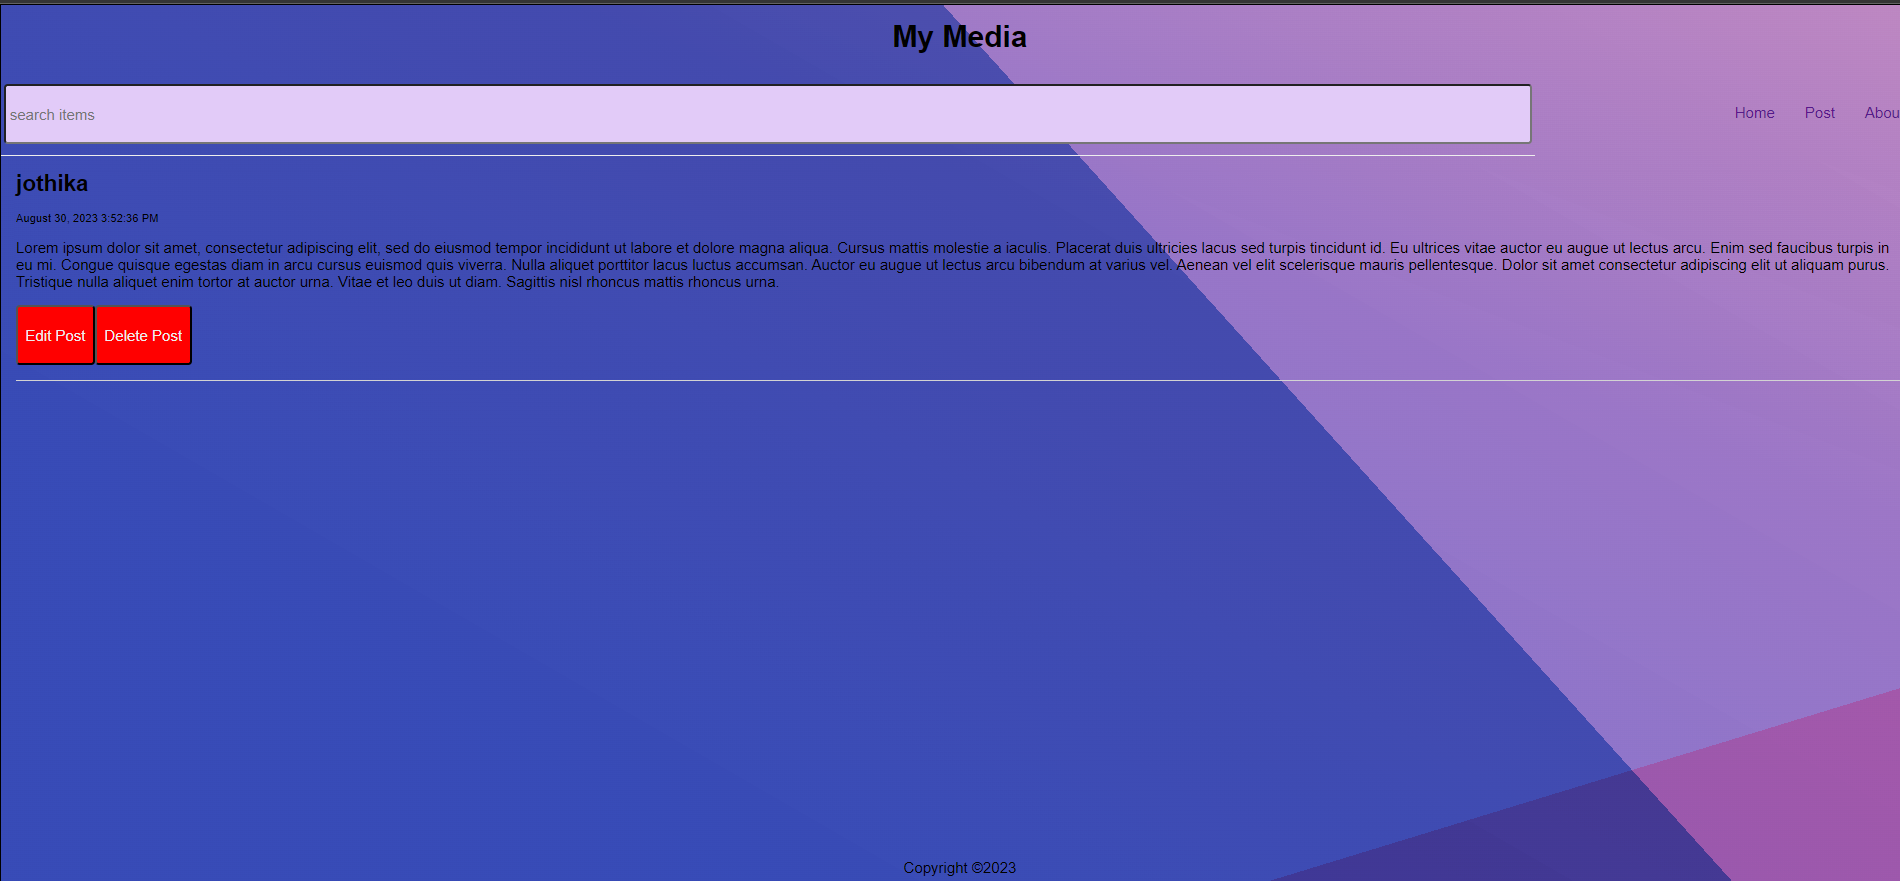 My Media
search items
Home Post Abou
jothika
August 30, 2023 3:52:36 PM
Lorem ipsum dolor sit amet, consectetur adipiscing elit, sed do eiusmod tempor incididunt ut labore et dolore magna aliqua. Cursus mattis molestie a iaculis. Placerat duis ultricies lacus sed turpis tincidunt id. Eu ultrices vitae auctor eu augue ut lectus arcu. Enim sed faucibus turpis in
eu mi. Congue quisque egestas diam in arcu cursus euismod quis viverra. Nulla aliquet porttitor lacus luctus accumsan. Auctor eu augue ut lectus arcu bibendum at varius vel. Aenean vel elit scelerisque mauris pellentesque. Dolor sit amet consectetur adipiscing elit ut aliquam purus.
Tristique nulla aliquet enim tortor at auctor urna. Vitae et leo duis ut diam. Sagittis nisl rhoncus mattis rhoncus urna.
Edit Post Delete Post
Copyright ©2023